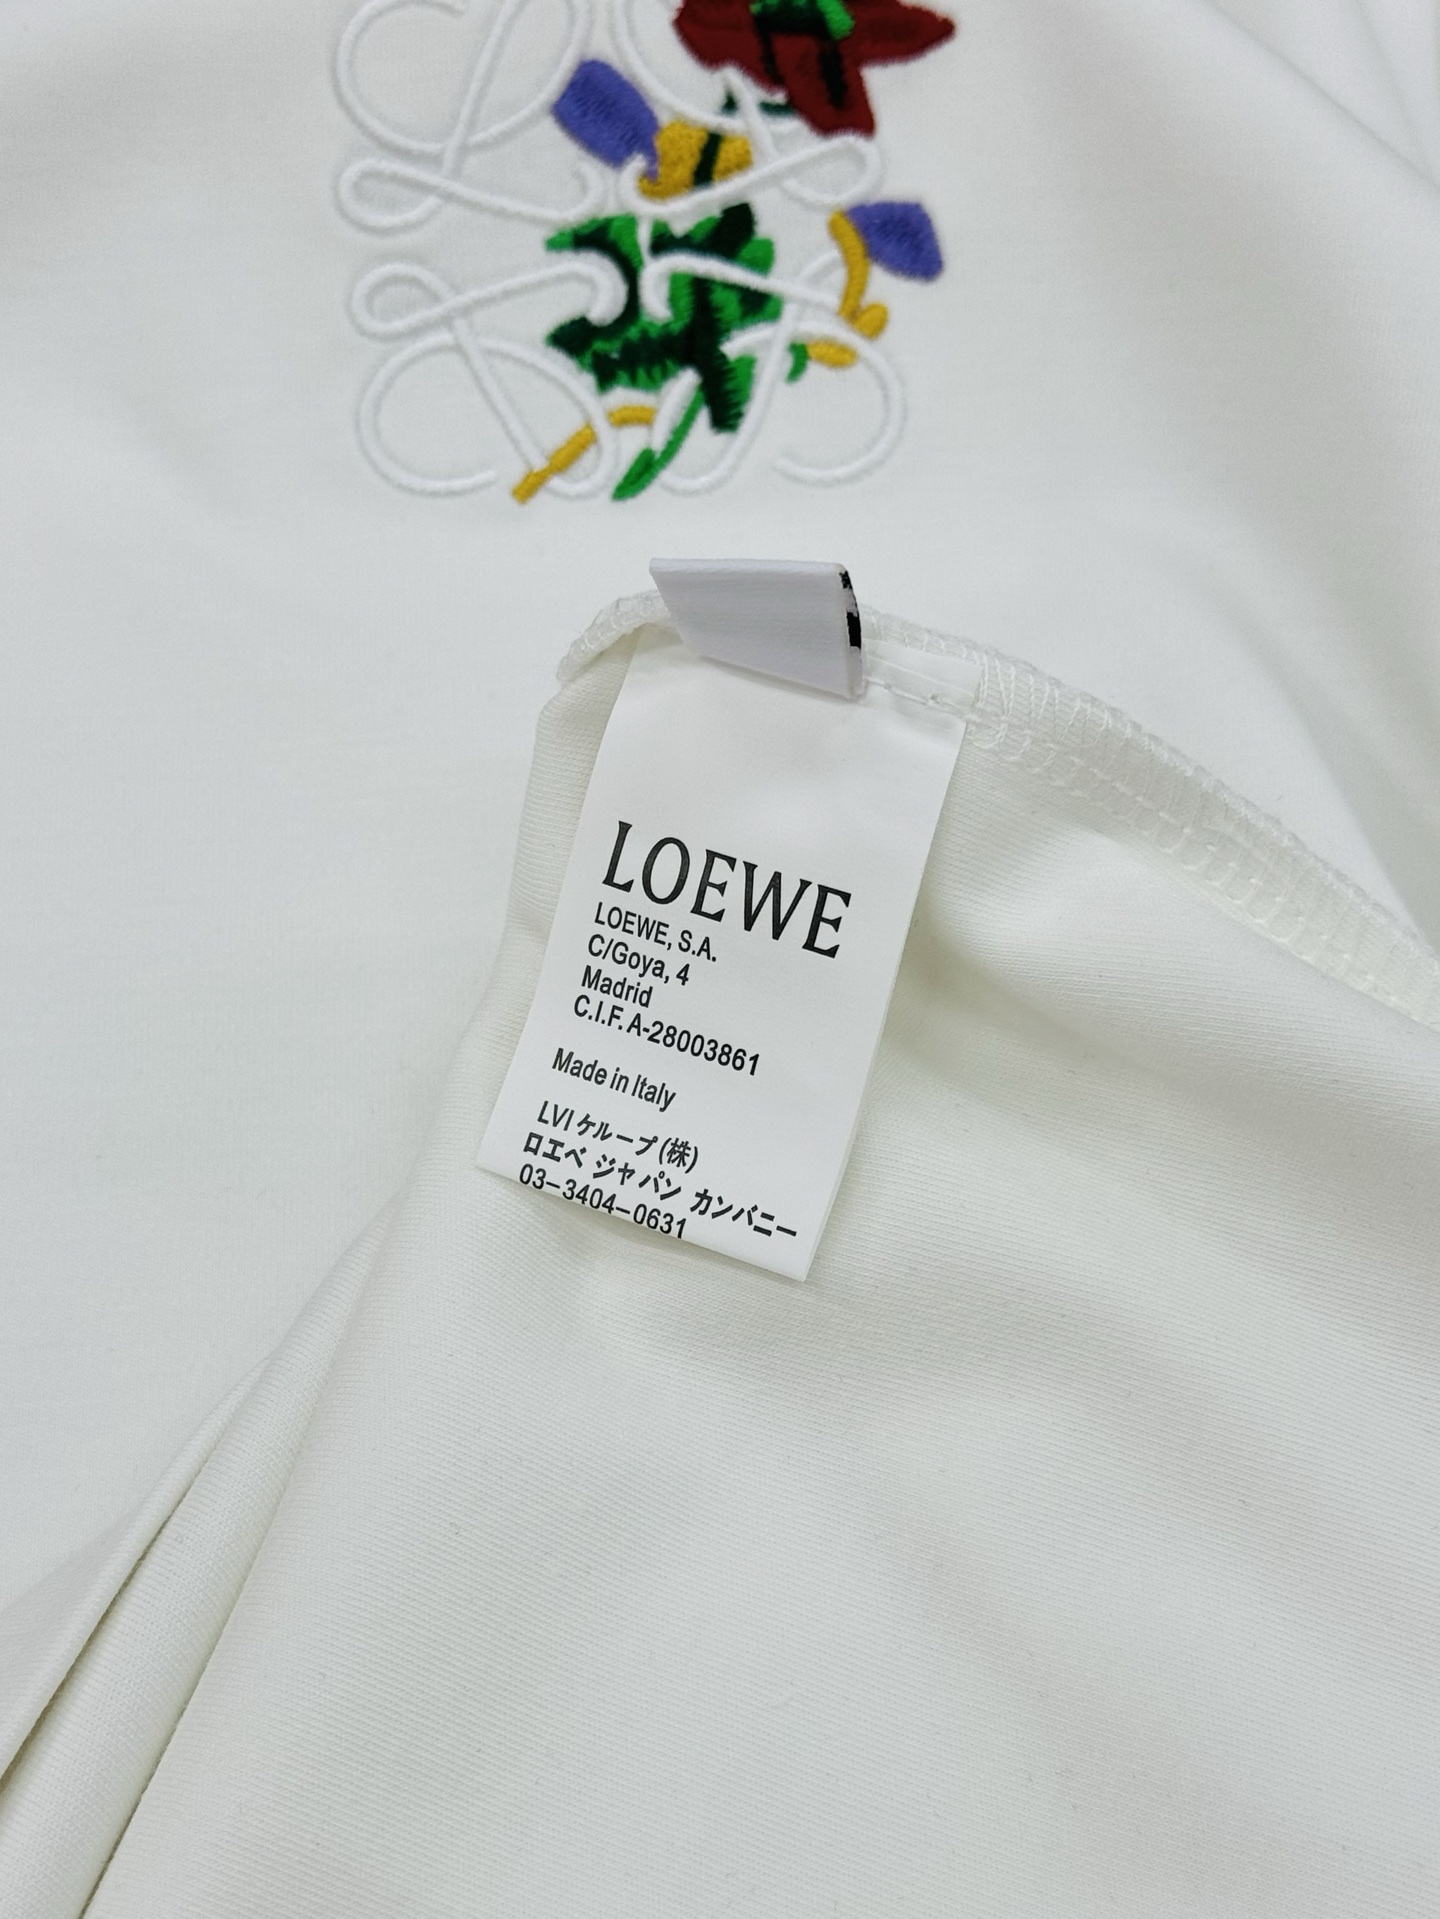 LOEWE
LOEWE, S.A.
C/Goya, 4
Madrid
C.I.F. A-28003861
Made in Italy
LVI ケループ (株)
ロエベ ジャパン カンバニー
03-3404-0631